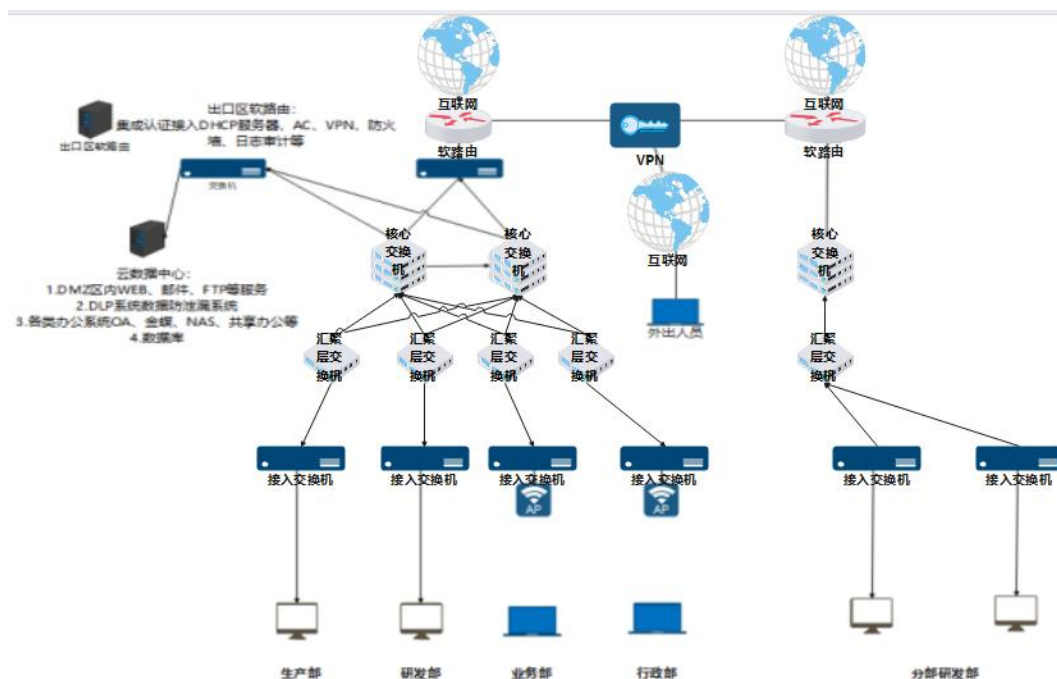 互联网
互联网
出口区软路由：
集成认证接入DHCP服务器、AC、VPN、防火
墙、日志审计等
出口区软路由
软路由
VPN
软路由
交换机
核心
交换
机
核心
交换
机
互联网
核心
交换
机
云数据中心：
1.DMZ区内WEB、邮件、FTP等服务
2.DLP系统数据防泄漏系统
3.各类办公系统OA、金蝶、NAS、共享办公等
4.数据库
外出人员
汇聚
层交
换机
汇聚
层交
换机
汇聚
层交
换机
汇聚
层交
换机
汇聚
层交
换机
接入交换机
接入交换机
接入交换机
接入交换机
接入交换机
接入交换机
AP
AP
生产部
研发部
业务部
行政部
分部研发部